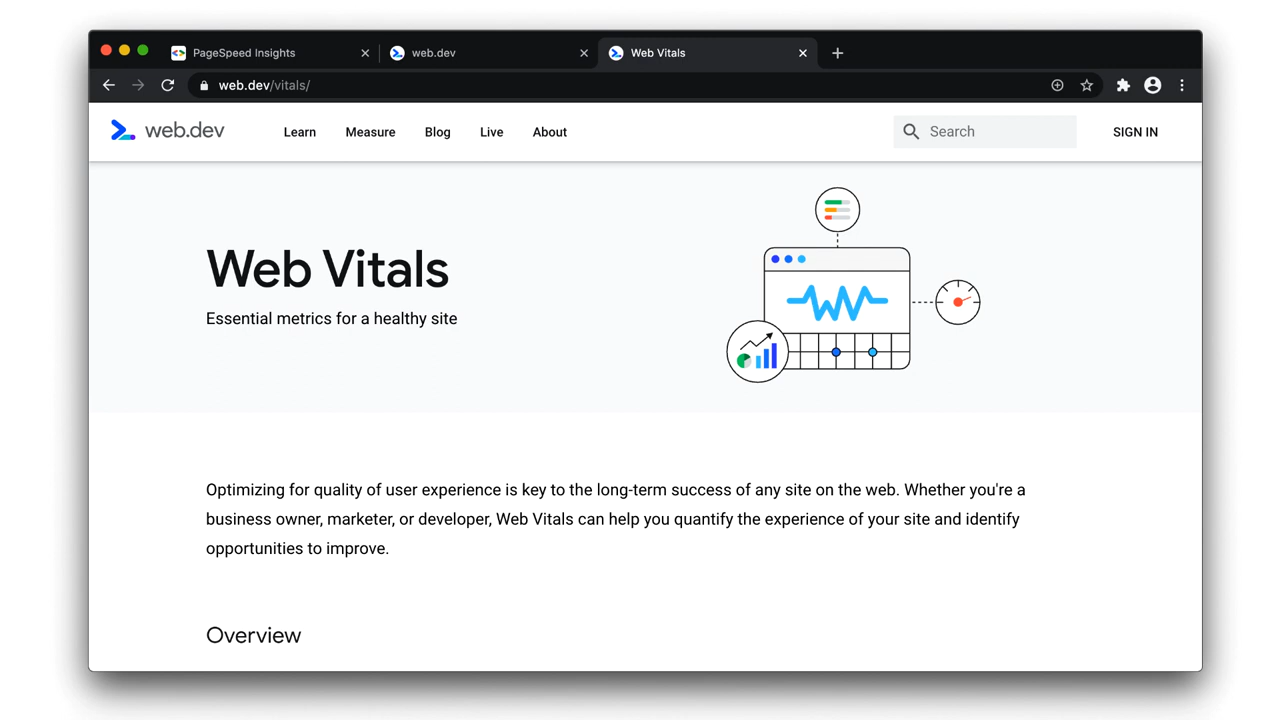 PageSpeed Insights
web.dev
Web Vitals
web.dev/vitals/
web.dev
Learn
Measure
Blog
Live
About
Search
SIGN IN
Web Vitals
Essential metrics for a healthy site
Optimizing for quality of user experience is key to the long-term success of any site on the web. Whether you're a
business owner, marketer, or developer, Web Vitals can help you quantify the experience of your site and identify
opportunities to improve.
Overview